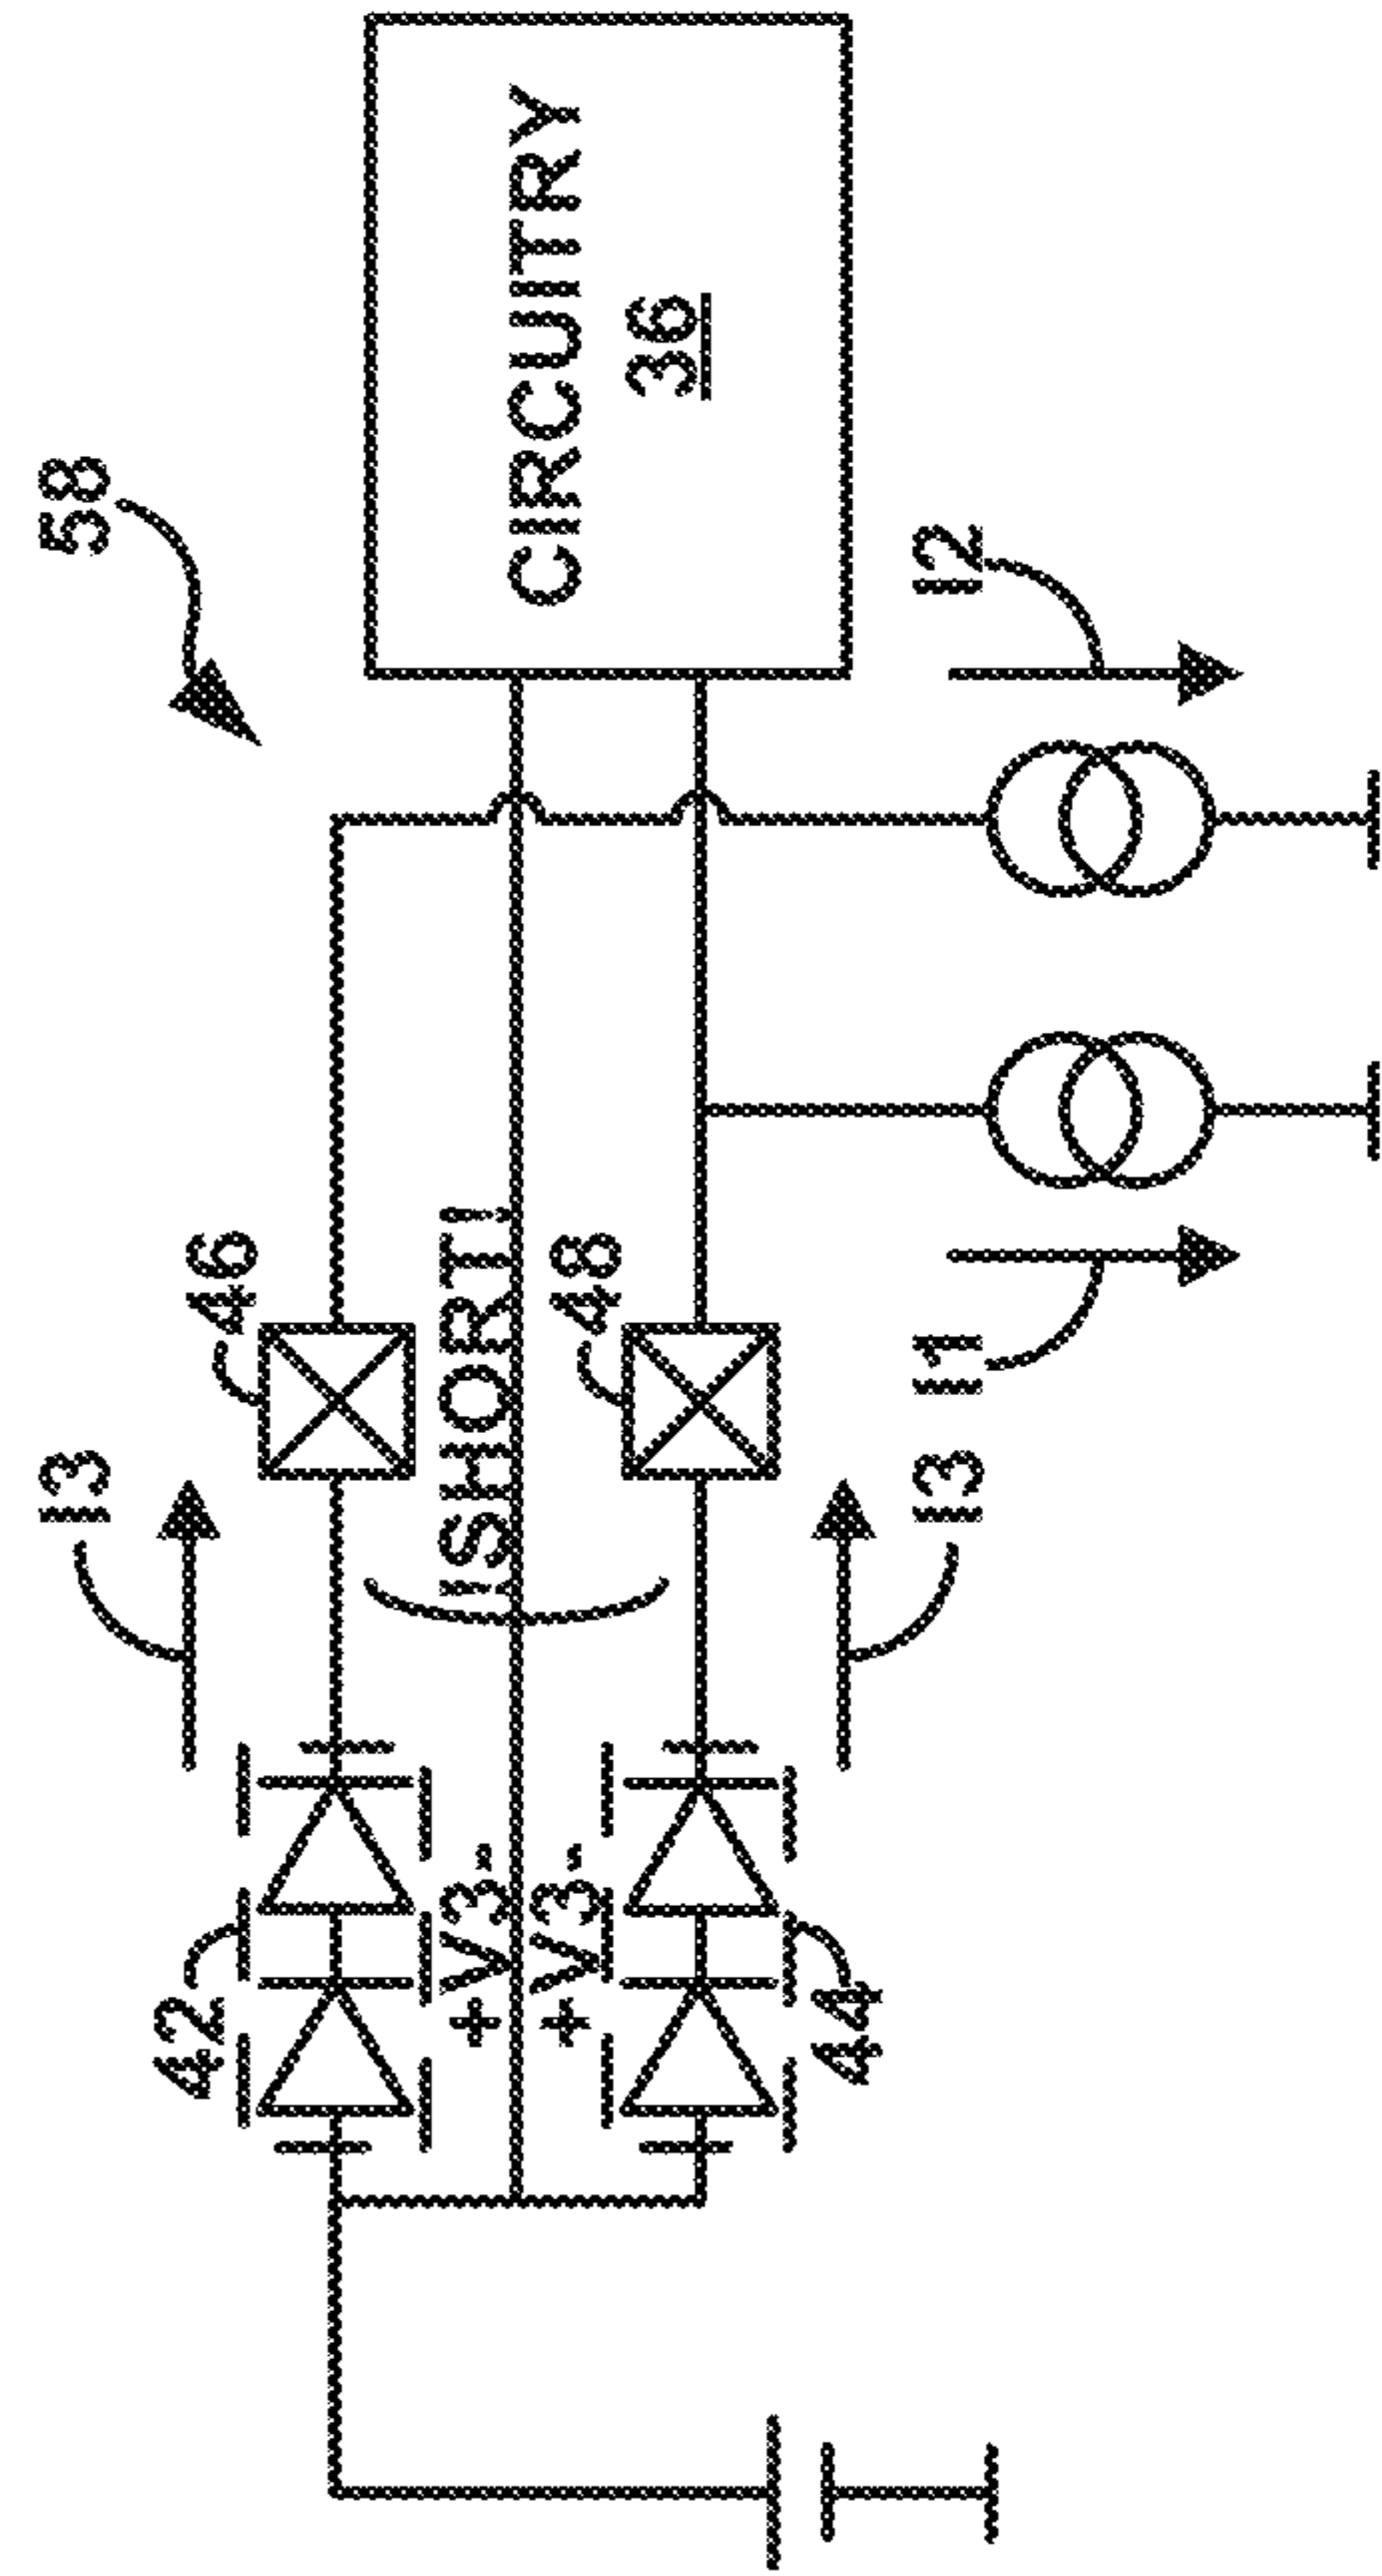 58
I3
46
42
CIRCUITRY
36
!SHORT!
+V3-
+V3-
48
44
I2
I1
I3